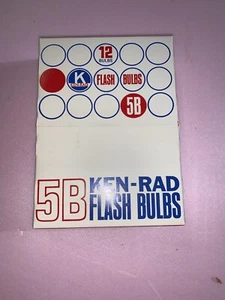 12
BULBS
K
KEN-RAD
FLASH BULBS
5B
5B KEN-RAD
FLASH BULBS